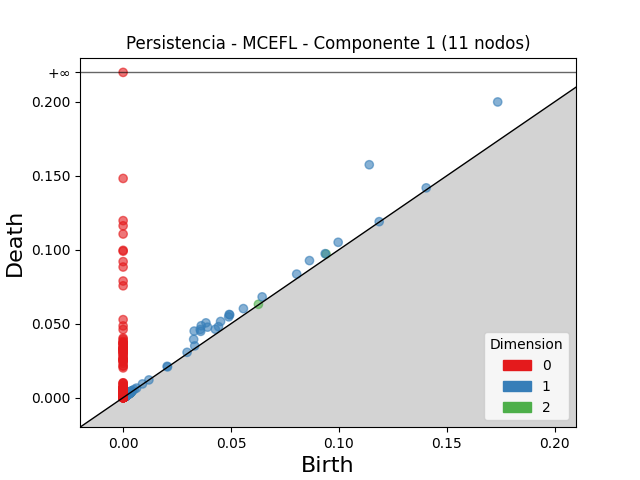 Persistencia - MCEFL - Componente 1 (11 nodos)
+∞
0.200
0.150
0.100
0.050
0.000
Death
0.00 0.05 0.10 0.15 0.20
Birth
Dimension
0
1
2